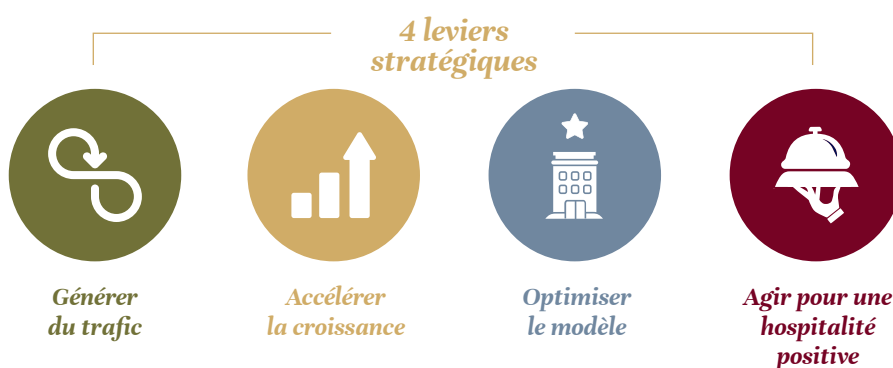 4 leviers
stratégiques
Générer
du trafic
Accélérer
la croissance
Optimiser
le modèle
Agir pour une
hospitalité
positive